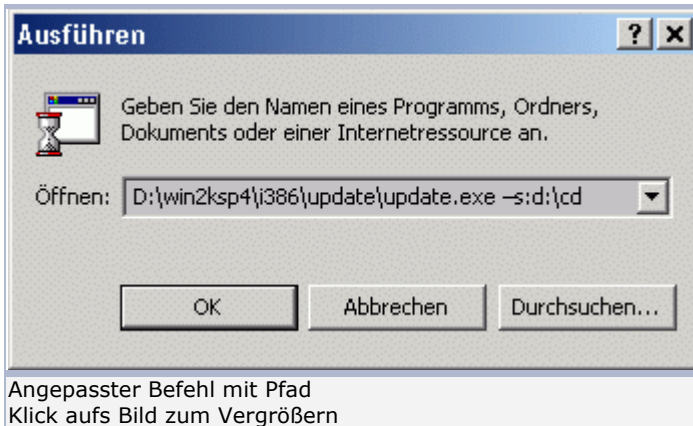 Ausführen
Geben Sie den Namen eines Programms, Ordners,
Dokuments oder einer Internetressource an.
Öffnen: D:\win2ksp4\i386\update\update.exe –s:d:\cd
OK Abbrechen Durchsuchen...
Angepasster Befehl mit Pfad
Klick aufs Bild zum Vergrößern